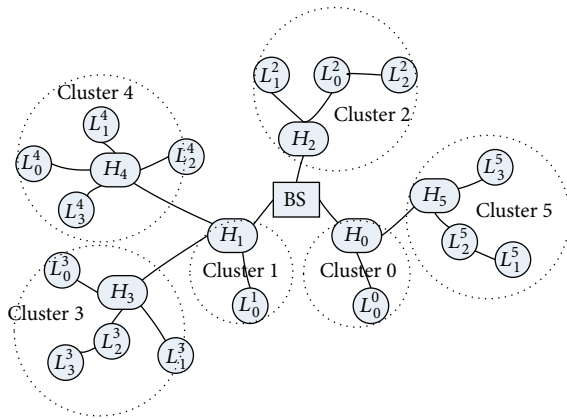 Cluster 4
L_1^4
L_0^4
H_4
L_2^4
L_3^4
L_1^2
L_0^2
L_2^2
Cluster 2
H_2
BS
H_5
L_3^5
Cluster 5
L_2^5
L_1^5
H_1
Cluster 1
L_0^1
H_0
Cluster 0
L_0^0
L_0^3
H_3
Cluster 3
L_2^3
L_3^3
L_1^3